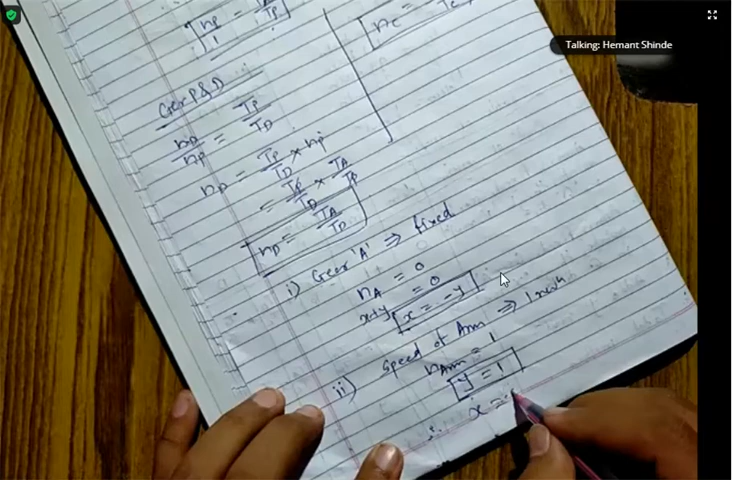 Talking: Hemant Shinde
Gear P & D
nD/nP = TP/TD
nD = TP/TD × nP
= TP/TD × TA/TP
nD = TA/TD
i) Gear 'A' ⇒ fixed
nA = 0
x+y = 0
x = -y
ii) Speed of Arm ⇒ 1
nArm = 1
y = 1
∴ x =